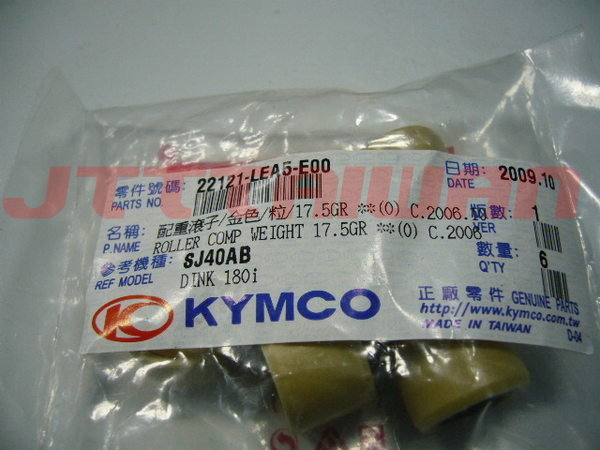 JTTaiwan
零件號碼: 22121-LEA5-E00
PARTS NO.
日期: 2009.10
DATE
名稱: 配重滾子/金色/粒/17.5GR **(O) C.2006.10
P.NAME ROLLER COMP WEIGHT 17.5GR **(O) C.2006
版數: 1
VER
參考機種: SJ40AB
REF MODEL DINK 180i
數量: 6
Q'TY
KYMCO
正廠零件 GENUINE PARTS
http://www.kymco.com.tw
MADE IN TAIWAN
D-04